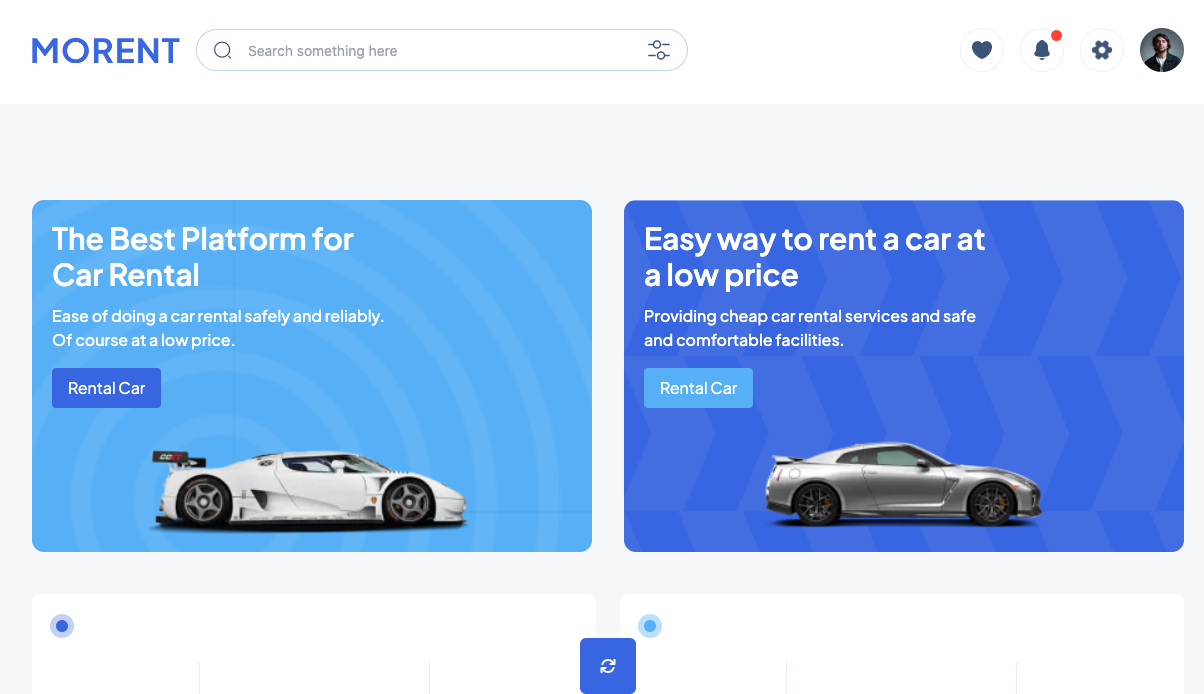 MORENT
Search something here
The Best Platform for
Car Rental
Ease of doing a car rental safely and reliably.
Of course at a low price.
Rental Car
Easy way to rent a car at
a low price
Providing cheap car rental services and safe
and comfortable facilities.
Rental Car